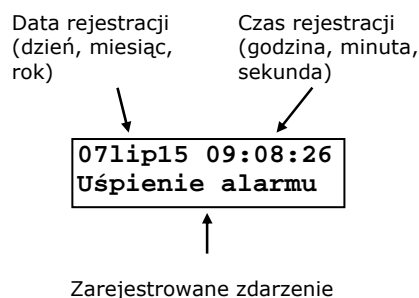 Data rejestracji
(dzień, miesiąc,
rok)
Czas rejestracji
(godzina, minuta,
sekunda)
07lip15 09:08:26
Uśpienie alarmu
Zarejestrowane zdarzenie